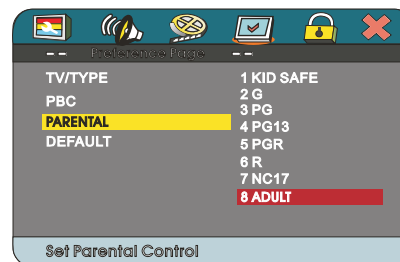 -- Preference Page --
TV/TYPE
PBC
PARENTAL
DEFAULT
1 KID SAFE
2 G
3 PG
4 PG13
5 PGR
6 R
7 NC17
8 ADULT
Set Parental Control